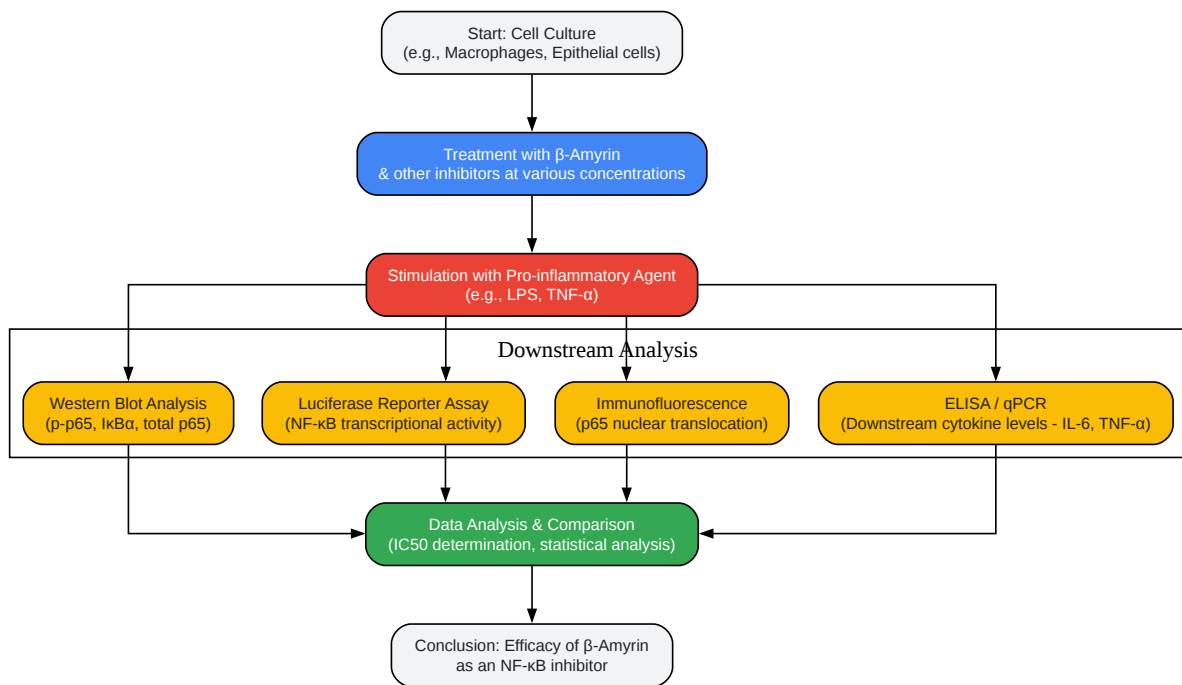 Start: Cell Culture
(e.g., Macrophages, Epithelial cells)
Treatment with β-Amyrin
& other inhibitors at various concentrations
Stimulation with Pro-inflammatory Agent
(e.g., LPS, TNF-α)
Downstream Analysis
Western Blot Analysis
(p-p65, IκBα, total p65)
Luciferase Reporter Assay
(NF-κB transcriptional activity)
Immunofluorescence
(p65 nuclear translocation)
ELISA / qPCR
(Downstream cytokine levels - IL-6, TNF-α)
Data Analysis & Comparison
(IC50 determination, statistical analysis)
Conclusion: Efficacy of β-Amyrin
as an NF-κB inhibitor